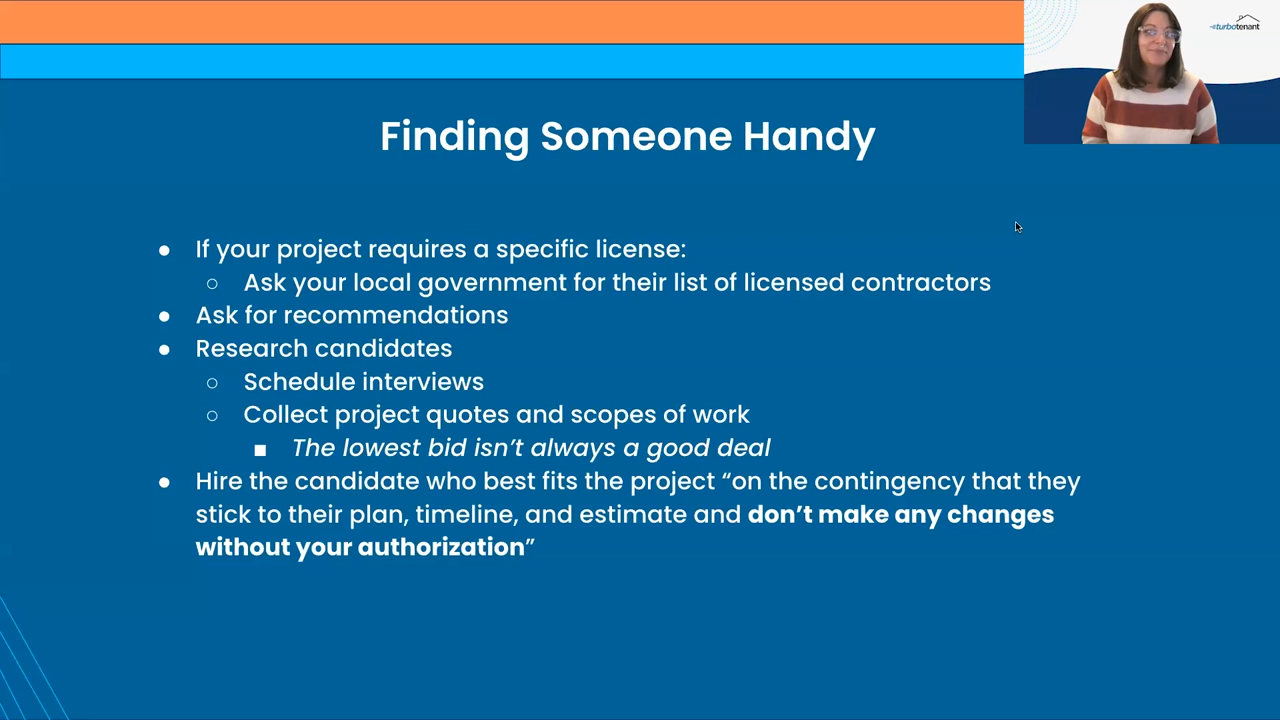 turbotenant
Finding Someone Handy
● If your project requires a specific license:
○ Ask your local government for their list of licensed contractors
● Ask for recommendations
● Research candidates
○ Schedule interviews
○ Collect project quotes and scopes of work
■ The lowest bid isn’t always a good deal
● Hire the candidate who best fits the project “on the contingency that they
stick to their plan, timeline, and estimate and don’t make any changes
without your authorization”